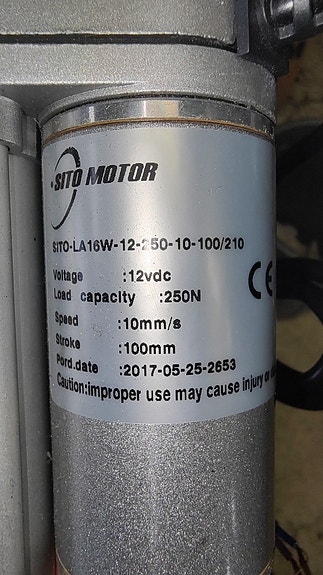 SITO MOTOR
SITO-LA16W-12-250-10-100/210
Voltage :12vdc
Load capacity :250N
Speed :10mm/s
Stroke :100mm
Pord.date :2017-05-25-2653
Caution:improper use may cause injury or
CE